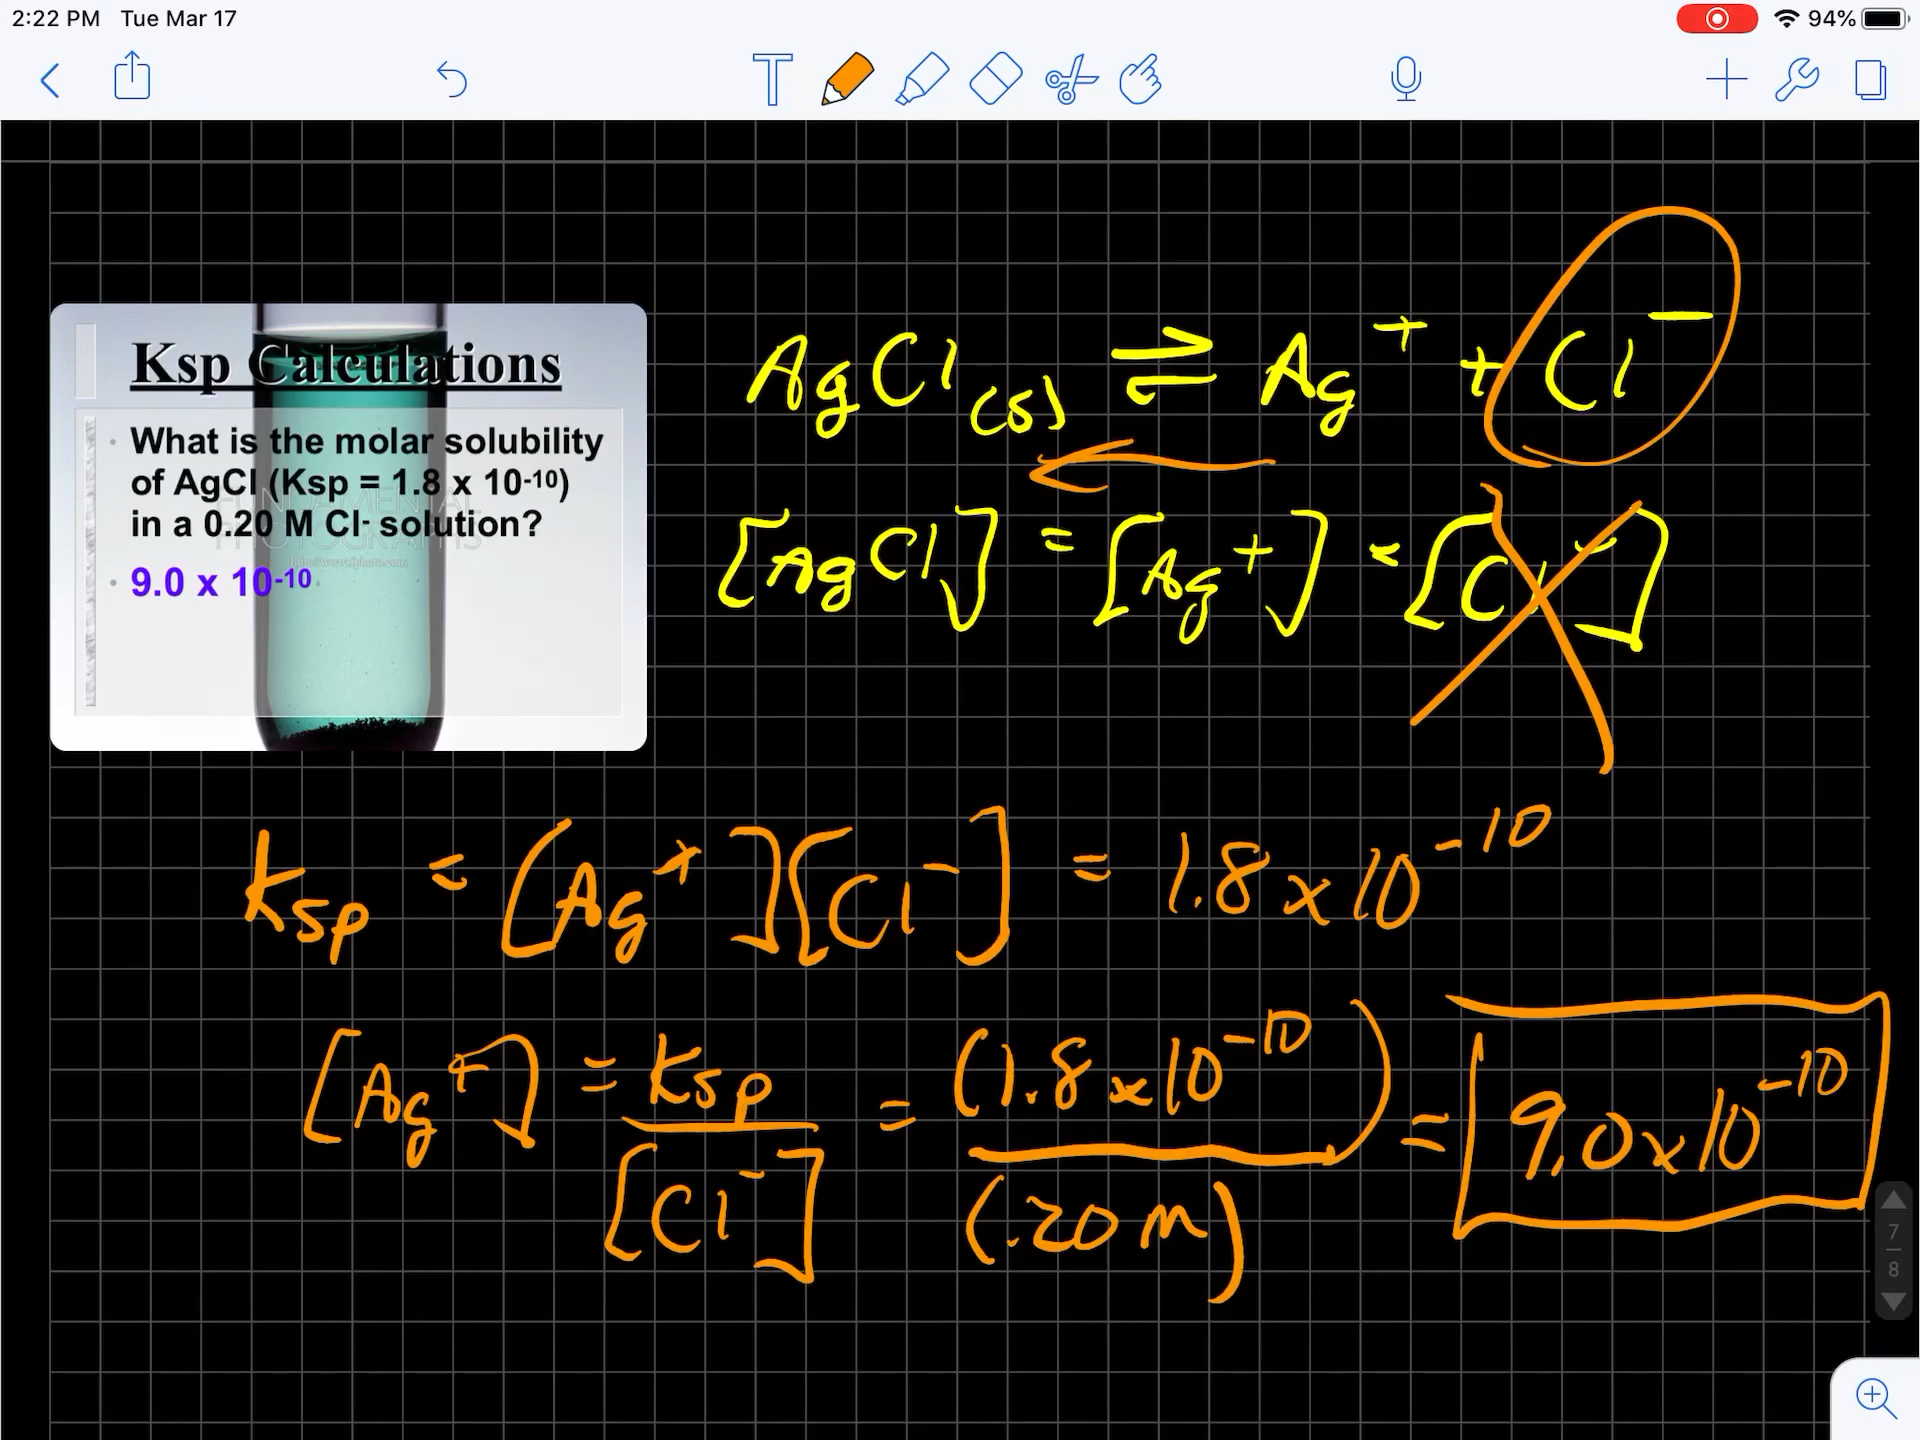 2:22 PM Tue Mar 17
94%
T
Ksp Calculations
• What is the molar solubility
of AgCl (Ksp = 1.8 x 10-10)
in a 0.20 M Cl- solution?
• 9.0 x 10-10
AgCl(s) ⇌ Ag⁺ + Cl⁻
[AgCl] = [Ag⁺] = [Cl⁻]
Ksp = [Ag⁺][Cl⁻] = 1.8 x 10⁻¹⁰
[Ag⁺] = Ksp / [Cl⁻] = (1.8 x 10⁻¹⁰) / (.20 M) = 9.0 x 10⁻¹⁰
7
8